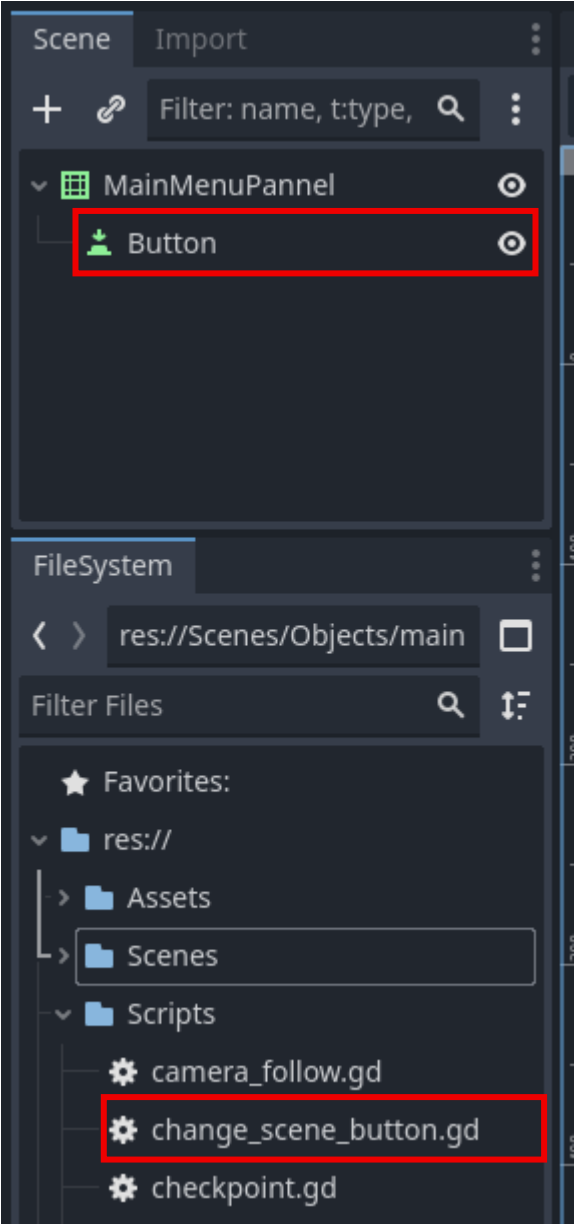 Scene Import
Filter: name, t:type,
MainMenuPannel
Button
FileSystem
res://Scenes/Objects/main
Filter Files
Favorites:
res://
Assets
Scenes
Scripts
camera_follow.gd
change_scene_button.gd
checkpoint.gd